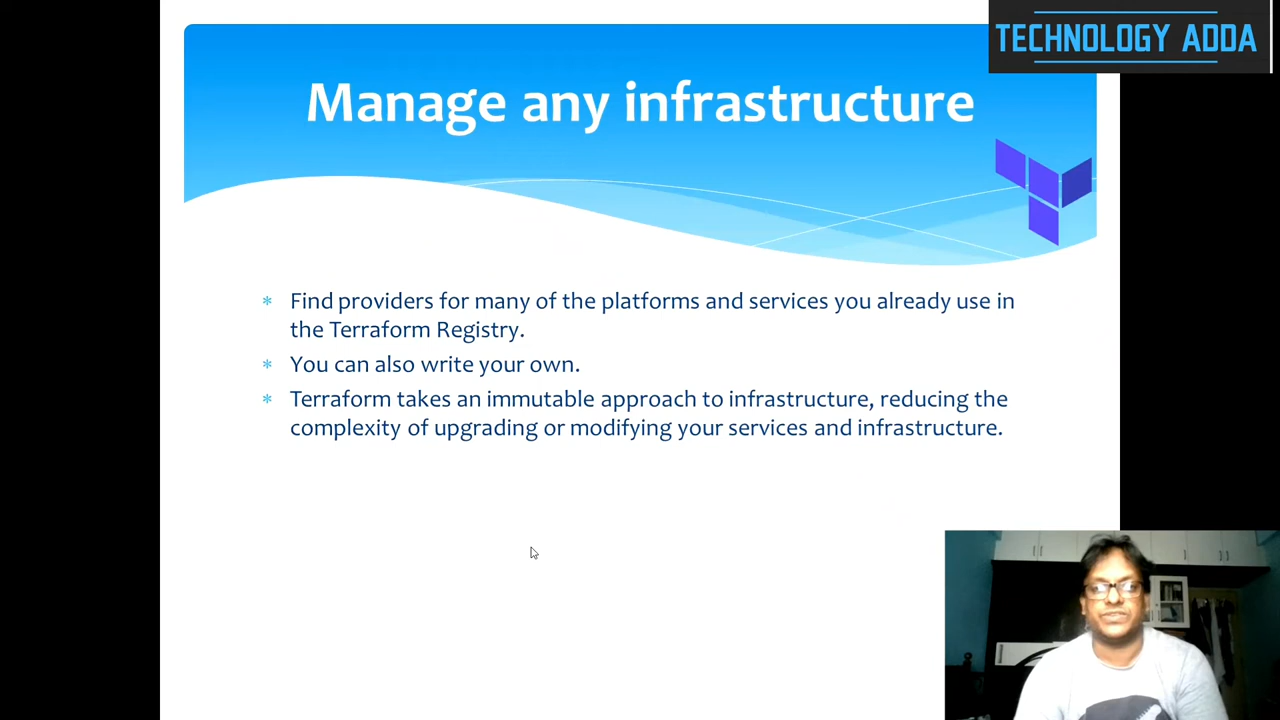 TECHNOLOGY ADDA
Manage any infrastructure
* Find providers for many of the platforms and services you already use in
the Terraform Registry.
* You can also write your own.
* Terraform takes an immutable approach to infrastructure, reducing the
complexity of upgrading or modifying your services and infrastructure.